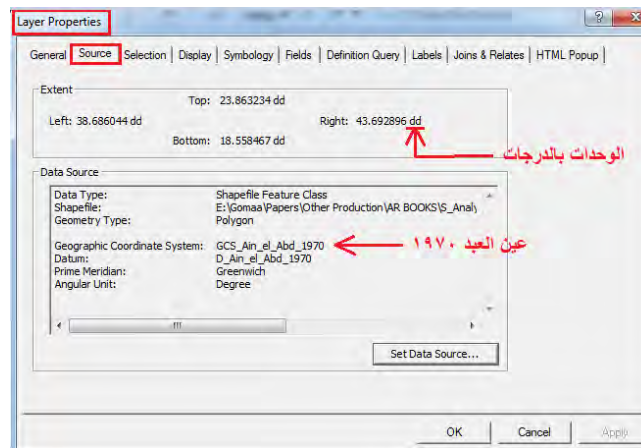 Layer Properties
General Source Selection Display Symbology Fields Definition Query Labels Joins & Relates HTML Popup
Extent
Top: 23.863234 dd
Left: 38.686044 dd Right: 43.692896 dd
Bottom: 18.558467 dd
الوحدات بالدرجات
Data Source
Data Type: Shapefile Feature Class
Shapefile: E:\Gomaa\Papers\Other Production\AR BOOKS\S_Anal
Geometry Type: Polygon
Geographic Coordinate System: GCS_Ain_el_Abd_1970
عين العبد ١٩٧٠
Datum: D_Ain_el_Abd_1970
Prime Meridian: Greenwich
Angular Unit: Degree
Set Data Source...
OK Cancel Apply